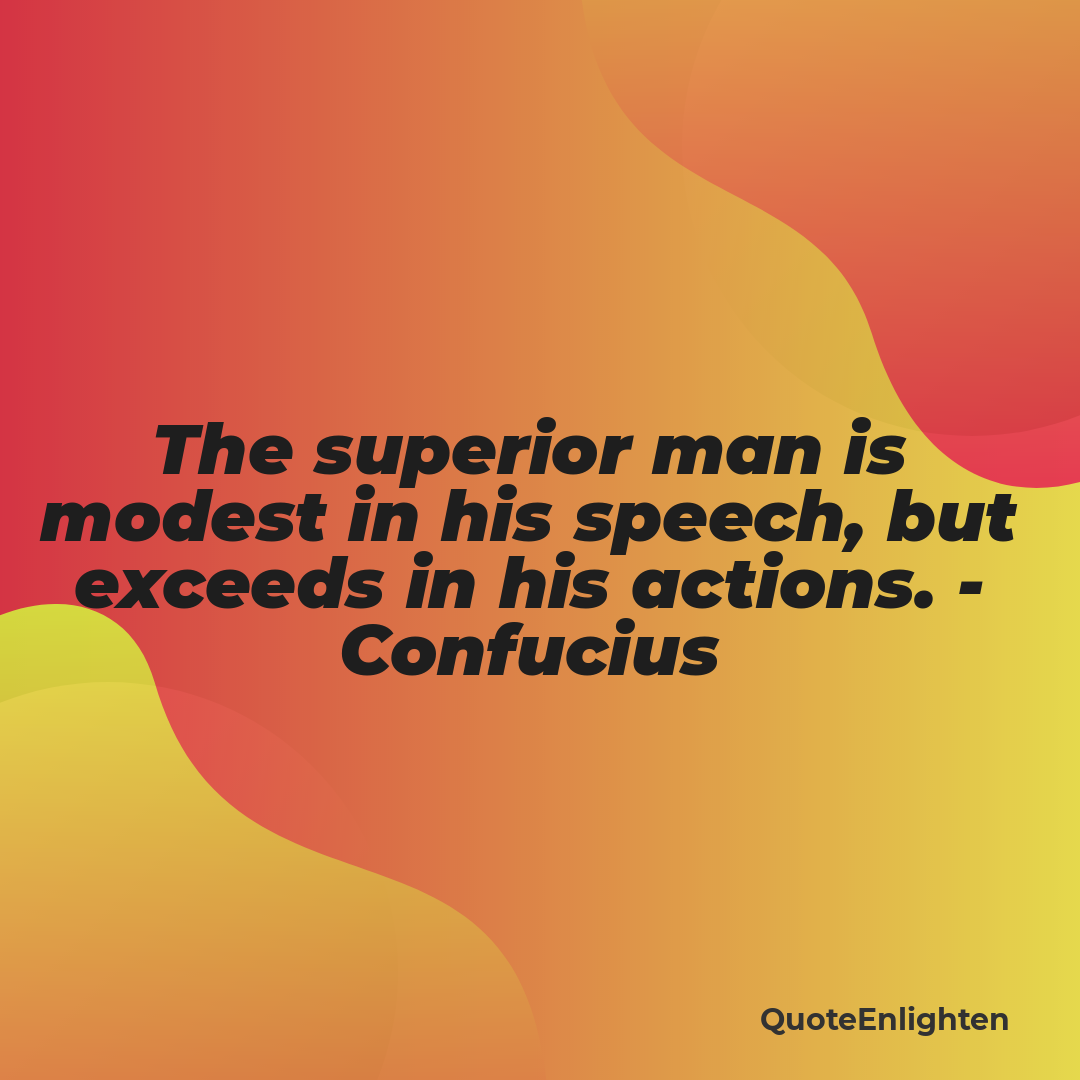 The superior man is
modest in his speech, but
exceeds in his actions. -
Confucius
QuoteEnlighten